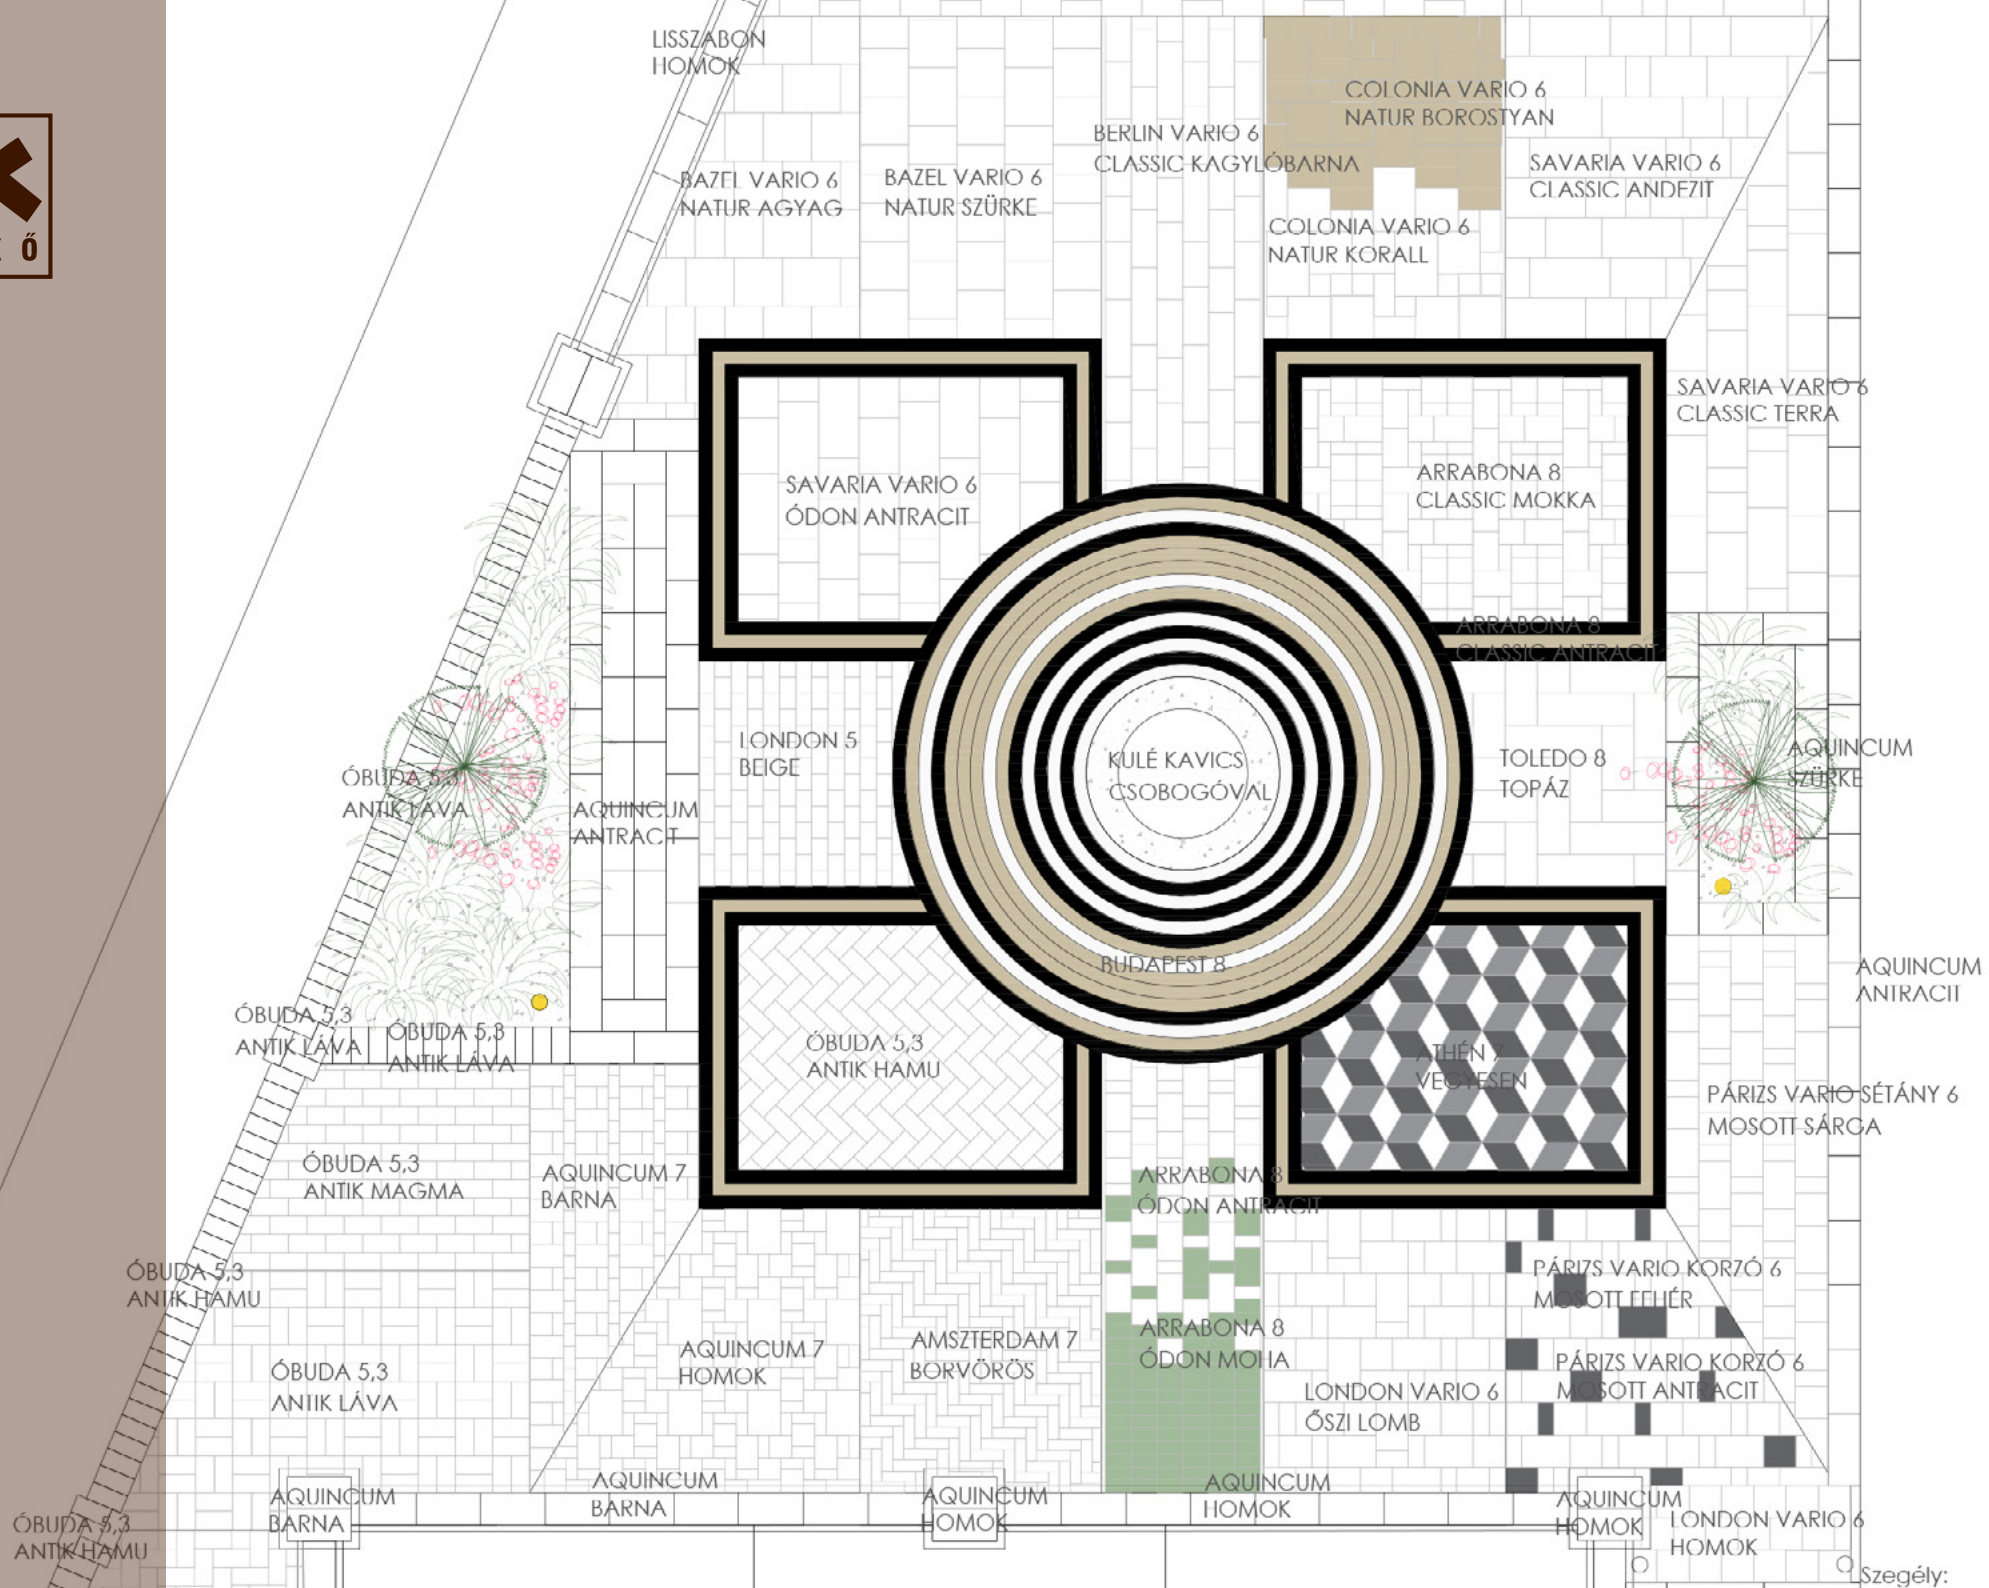 LISSZABON
HOMOK
COLONIA VARIO 6
NATUR BOROSTYAN
BERLIN VARIO 6
CLASSIC KAGYLÓBARNA
SAVARIA VARIO 6
CLASSIC ANDEZIT
BAZEL VARIO 6
NATUR AGYAG
BAZEL VARIO 6
NATUR SZÜRKE
COLONIA VARIO 6
NATUR KORALL
Ő
SAVARIA VARIO 6
CLASSIC TERRA
SAVARIA VARIO 6
ÓDON ANTRACIT
ARRABONA 8
CLASSIC MOKKA
ARRABONA 8
CLASSIC ANTRACIT
LONDON 5
BEIGE
KULÉ KAVICS
CSOBOGÓVAL
TOLEDO 8
TOPÁZ
AQUINCUM
SZÜRKE
ÓBUDA 5,3
ANTIK LÁVA
AQUINCUM
ANTRACIT
BUDAPEST 8
AQUINCUM
ANTRACIT
ÓBUDA 5,3
ANTIK LÁVA
ÓBUDA 5,3
ANTIK LÁVA
ÓBUDA 5,3
ANTIK HAMU
ATHÉN 7
VEGYESEN
PÁRIZS VARIO SÉTÁNY 6
MOSOTT SÁRGA
ÓBUDA 5,3
ANTIK MAGMA
AQUINCUM 7
BARNA
ARRABONA 8
ÓDON ANTRACIT
ÓBUDA 5,3
ANTIK HAMU
PÁRIZS VARIO KORZÓ 6
MOSOTT FEHÉR
AQUINCUM 7
HOMOK
AMSZTERDAM 7
BORVÖRÖS
ARRABONA 8
ÓDON MOHA
PÁRIZS VARIO KORZÓ 6
MOSOTT ANTRACIT
ÓBUDA 5,3
ANTIK LÁVA
LONDON VARIO 6
ŐSZI LOMB
AQUINCUM
BARNA
AQUINCUM
BARNA
AQUINCUM
HOMOK
AQUINCUM
HOMOK
AQUINCUM
HOMOK
LONDON VARIO 6
HOMOK
ÓBUDA 5,3
ANTIK HAMU
Szegély: